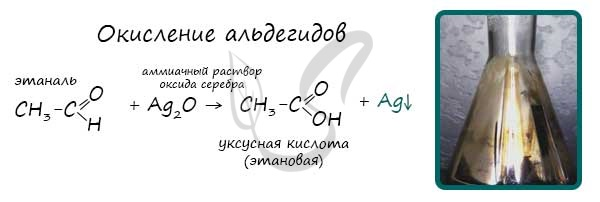 Окисление альдегидов
этаналь
CH₃-C
O
H
+ Ag₂O →
аммиачный раствор
оксида серебра
CH₃-C
O
OH
+ Ag↓
уксусная кислота
(этановая)